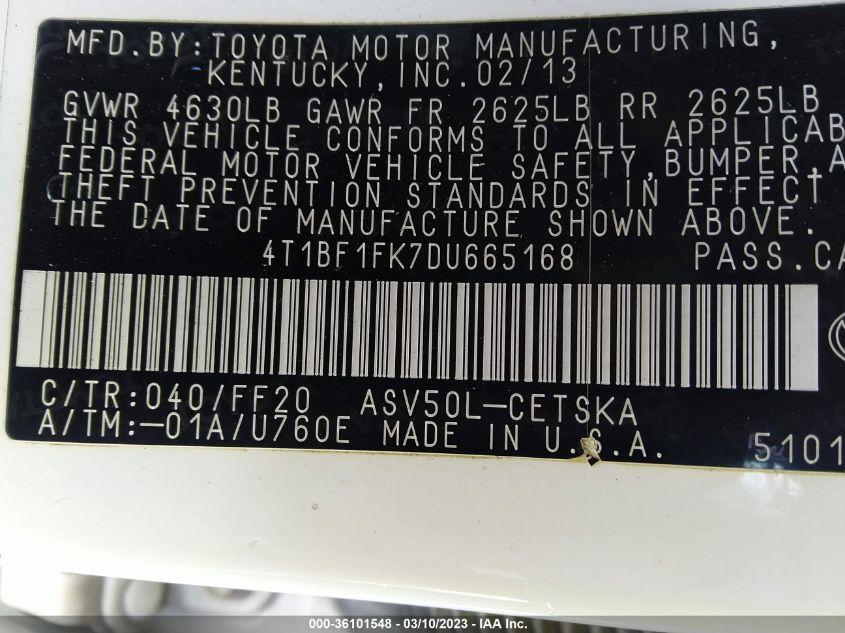 MFD.BY:TOYOTA MOTOR MANUFACTURING,
KENTUCKY,INC.02/13
GVWR 4630LB GAWR FR 2625LB RR 2625LB
THIS VEHICLE CONFORMS TO ALL APPLICAB
FEDERAL MOTOR VEHICLE SAFETY,BUMPER,A
THEFT PREVENTION STANDARDS IN EFFECT
THE DATE OF MANUFACTURE SHOWN ABOVE.
4T1BF1FK7DU665168 PASS.CA
C/TR:040/FF20 ASV50L-CETSKA
A/TM:-01A/U760E MADE IN U.S.A. 5101
000-36101548 - 03/10/2023 - IAA Inc.